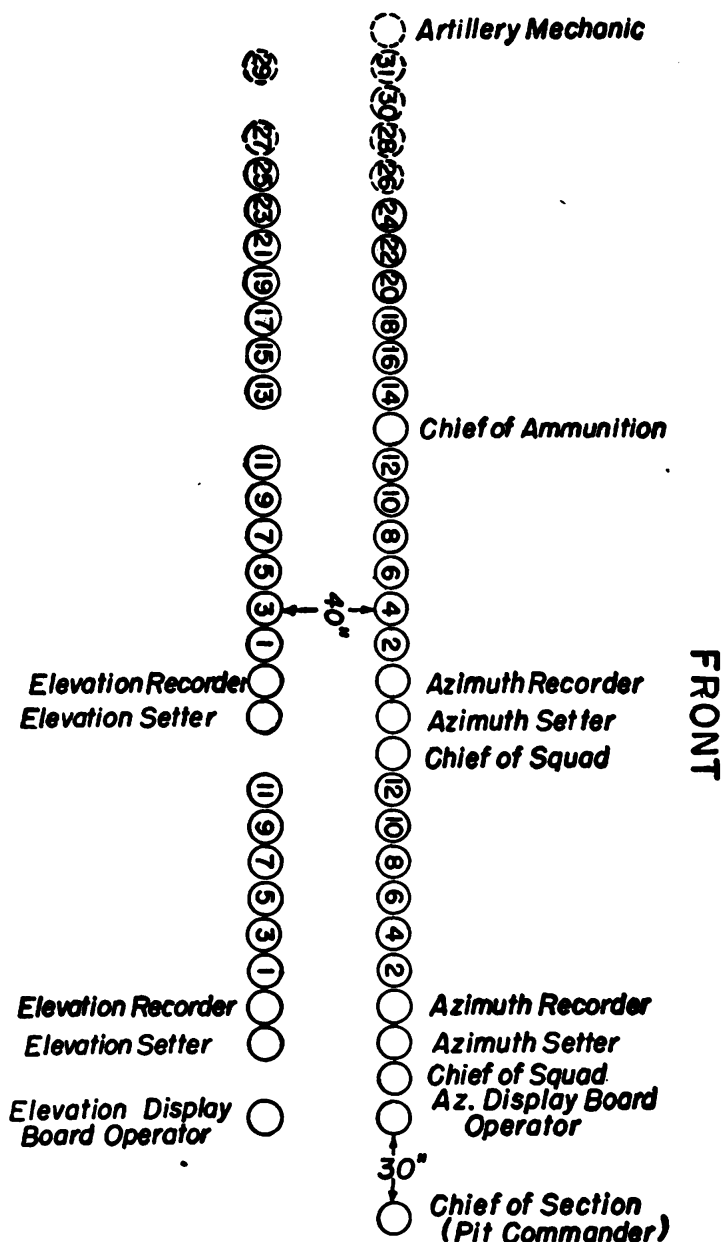 Artillery Mechanic
29 31
30
27 28
25 26
23 24
21 22
19 20
17 18
15 16
13 14
Chief of Ammunition
11 12
9 10
7 8
5 6
3 40" 4
1 2
Elevation Recorder Azimuth Recorder
Elevation Setter Azimuth Setter
Chief of Squad
FRONT
11 12
9 10
7 8
5 6
3 4
1 2
Elevation Recorder Azimuth Recorder
Elevation Setter Azimuth Setter
Chief of Squad
Elevation Display
Board Operator
Az. Display Board
Operator
30"
Chief of Section
(Pit Commander)